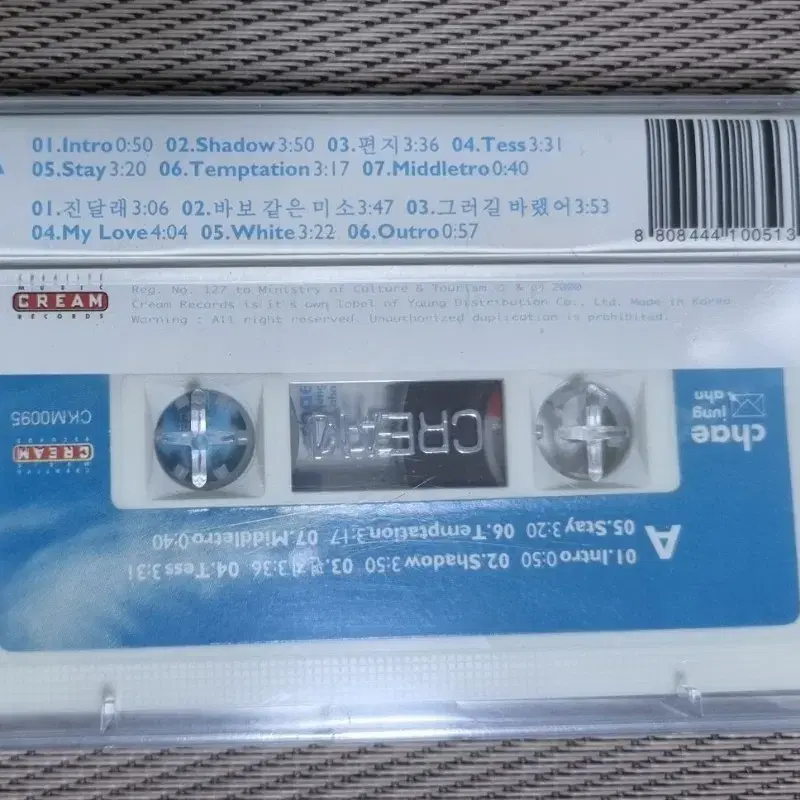 01.Intro 0:50 02.Shadow 3:50 03.편지 3:36 04.Tess 3:31
05.Stay 3:20 06.Temptation 3:17 07.Middletro 0:40
01.진달래 3:06 02.바보 같은 미소 3:47 03.그러길 바랬어 3:53
04.My Love 4:04 05.White 3:22 06.Outro 0:57
8 808444 100513
CREATIVE
MUSIC
CREAM
RECORDS
Reg. No. 127 to Ministry of Culture & Tourism © & ℗ 2000
Cream Records is it's own label of Young Distribution Co., Ltd. Made in Korea
Warning : All right reserved. Unauthorized duplication is prohibited.
chae
jung
ahn
CREAM
CKM0095
CREAM
A
01.Intro 0:50 02.Shadow 3:50 03.편지 3:36 04.Tess 3:31
05.Stay 3:20 06.Temptation 3:17 07.Middletro 0:40